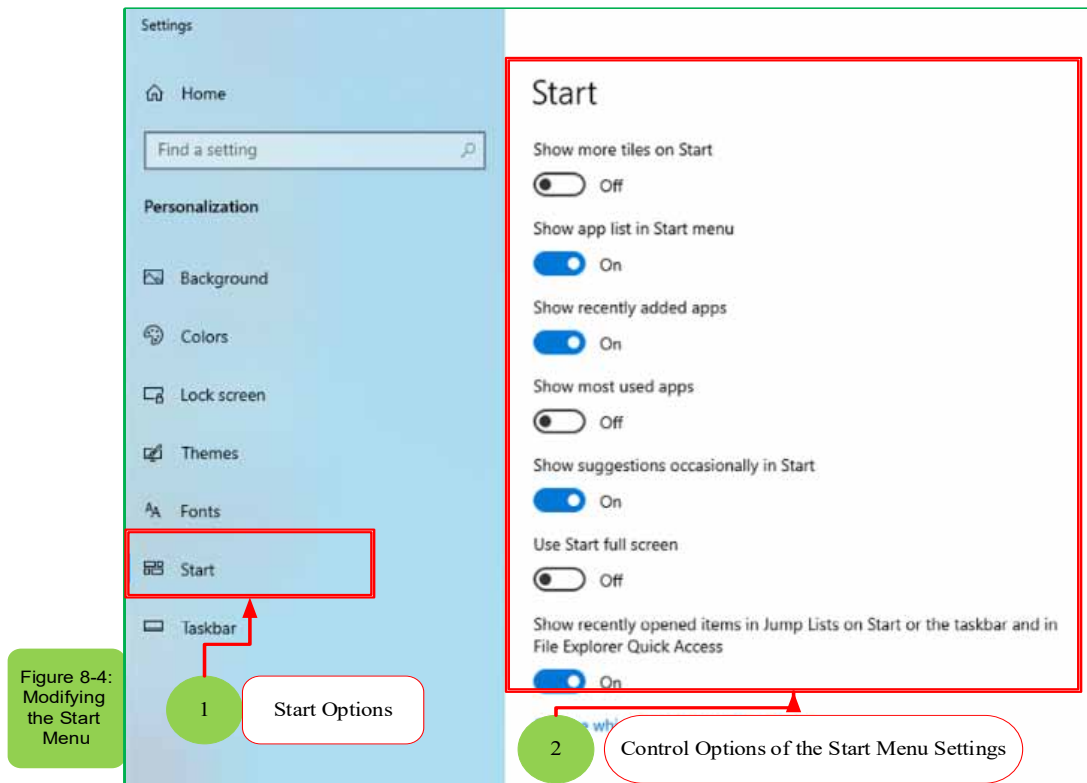 Settings
Home
Find a setting
Personalization
Background
Colors
Lock screen
Themes
Fonts
Start
Taskbar
Start
Show more tiles on Start
Off
Show app list in Start menu
On
Show recently added apps
On
Show most used apps
Off
Show suggestions occasionally in Start
On
Use Start full screen
Off
Show recently opened items in Jump Lists on Start or the taskbar and in
File Explorer Quick Access
On
Figure 8-4:
Modifying
the Start
Menu
1
Start Options
2
Control Options of the Start Menu Settings